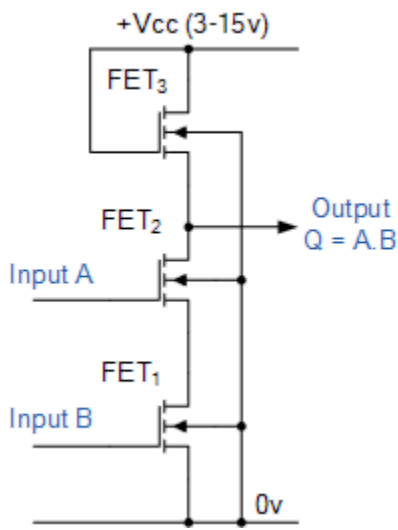 +Vcc (3-15v)
FET₃
FET₂
Output
Q = A.B
Input A
FET₁
Input B
0v